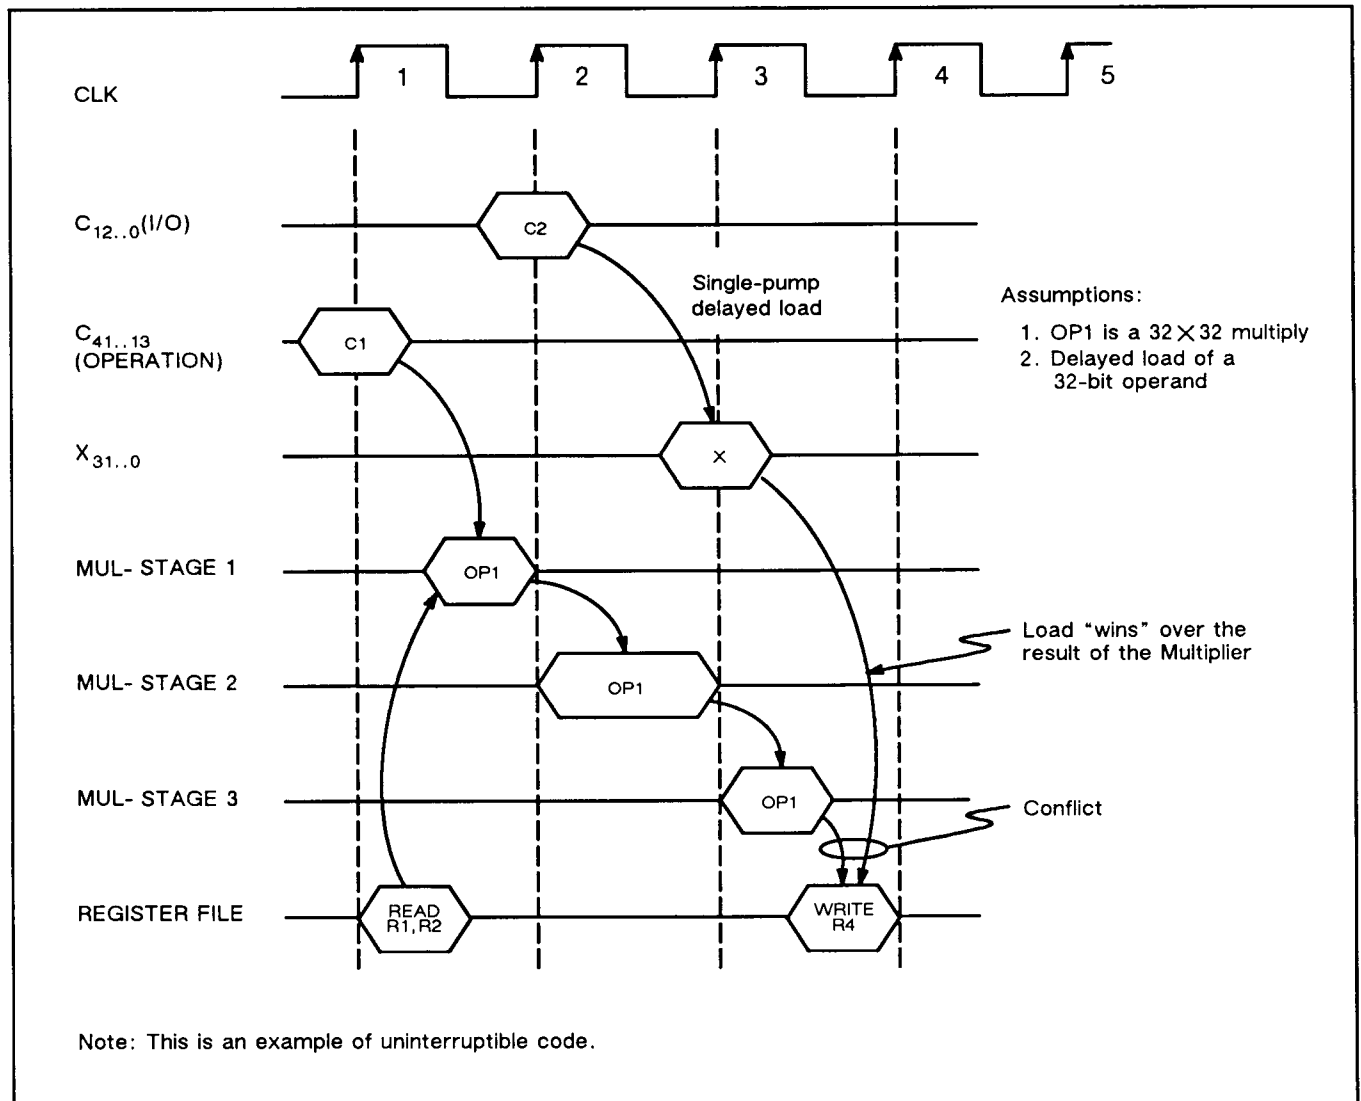 CLK
1
2
3
4
5
C12..0(I/O)
C2
Single-pump
delayed load
Assumptions:
1. OP1 is a 32×32 multiply
2. Delayed load of a
32-bit operand
C41..13
(OPERATION)
C1
X31..0
X
MUL- STAGE 1
OP1
Load "wins" over the
result of the Multiplier
MUL- STAGE 2
OP1
MUL- STAGE 3
OP1
Conflict
REGISTER FILE
READ
R1,R2
WRITE
R4
Note: This is an example of uninterruptible code.